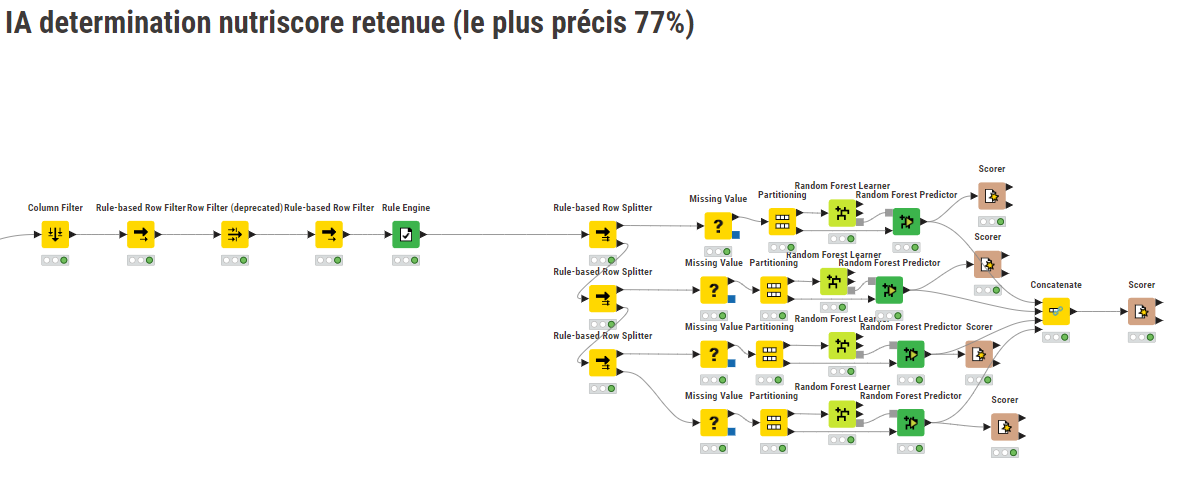 IA determination nutriscore retenue (le plus précis 77%)
Scorer
Random Forest Learner
Missing Value
Partitioning
Random Forest Predictor
Column Filter
Rule-based Row Filter
Row Filter (deprecated)
Rule-based Row Filter
Rule Engine
Rule-based Row Splitter
Scorer
Random Forest Learner
Rule-based Row Splitter
Missing Value
Partitioning
Random Forest Predictor
Concatenate
Scorer
Random Forest Learner
Rule-based Row Splitter
Missing Value
Partitioning
Random Forest Predictor
Scorer
Random Forest Learner
Missing Value
Partitioning
Random Forest Predictor
Scorer